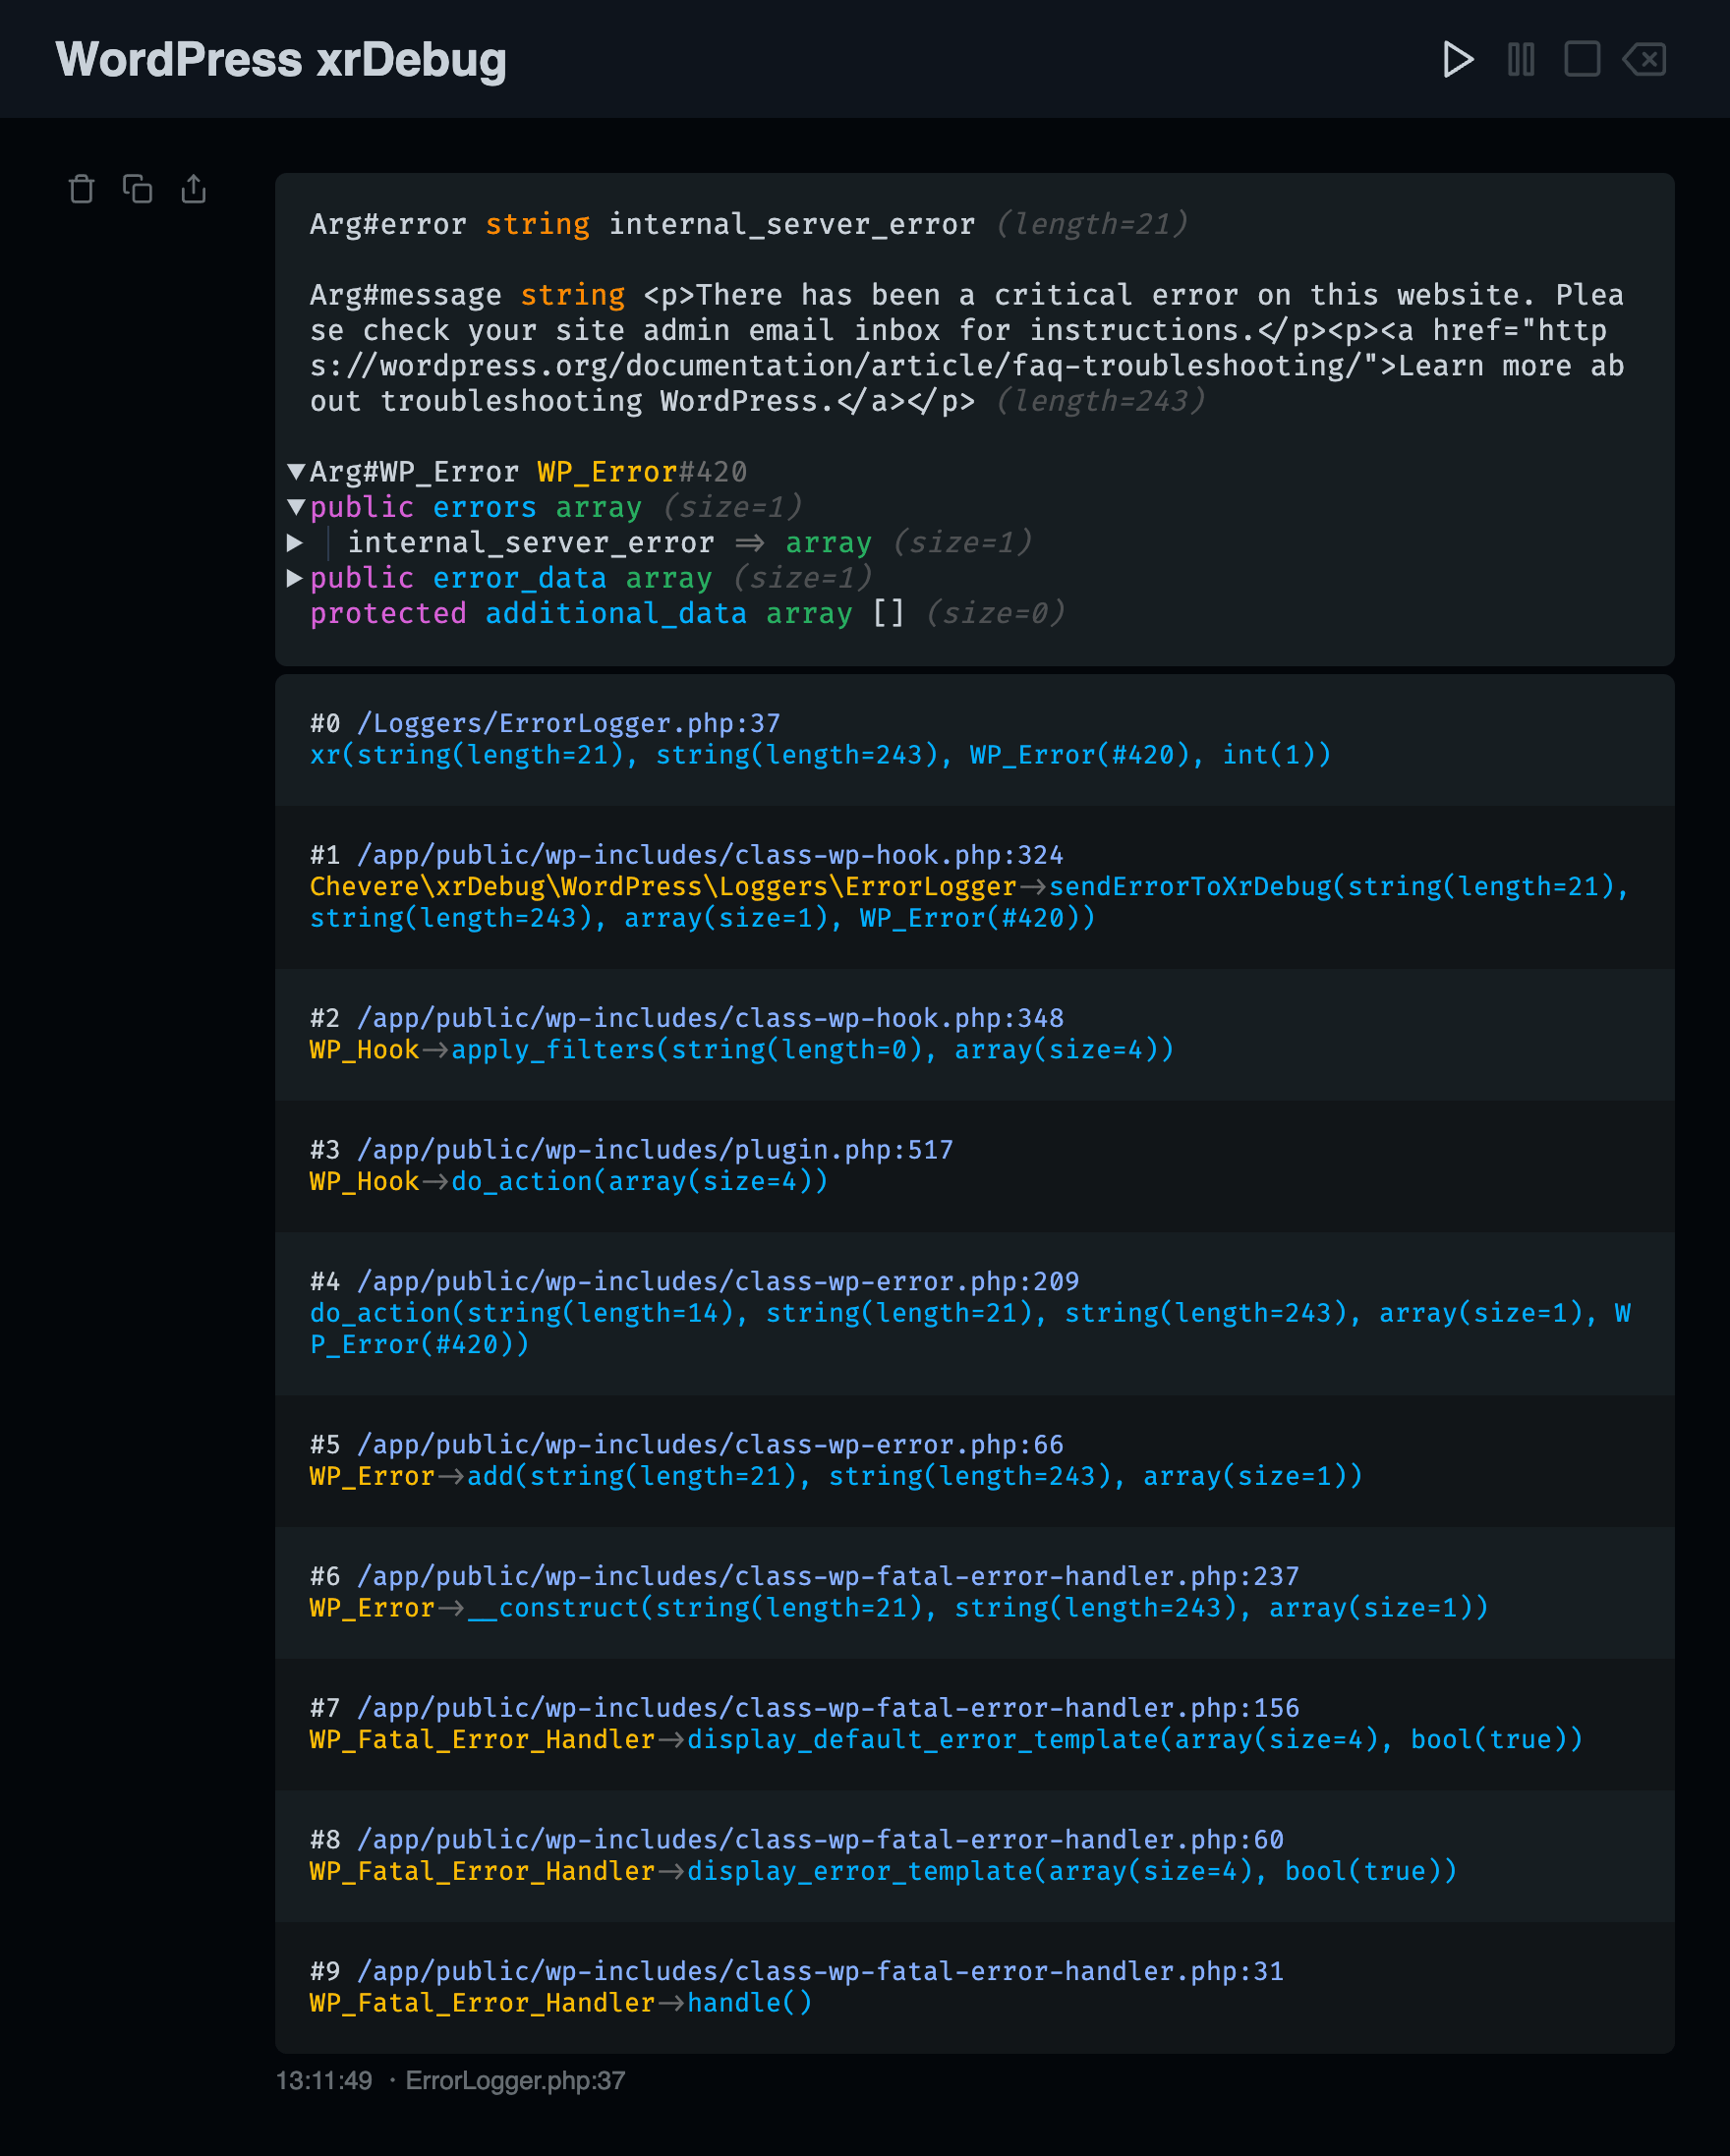 WordPress xrDebug
Arg#error string internal_server_error (length=21)
Arg#message string <p>There has been a critical error on this website. Plea
se check your site admin email inbox for instructions.</p><p><a href="http
s://wordpress.org/documentation/article/faq-troubleshooting/">Learn more ab
out troubleshooting WordPress.</a></p> (length=243)
▼Arg#WP_Error WP_Error#420
▼public errors array (size=1)
▶ internal_server_error => array (size=1)
▶public error_data array (size=1)
protected additional_data array [] (size=0)
#0 /Loggers/ErrorLogger.php:37
xr(string(length=21), string(length=243), WP_Error(#420), int(1))
#1 /app/public/wp-includes/class-wp-hook.php:324
Chevere\xrDebug\WordPress\Loggers\ErrorLogger->sendErrorToXrDebug(string(length=21),
string(length=243), array(size=1), WP_Error(#420))
#2 /app/public/wp-includes/class-wp-hook.php:348
WP_Hook->apply_filters(string(length=0), array(size=4))
#3 /app/public/wp-includes/plugin.php:517
WP_Hook->do_action(array(size=4))
#4 /app/public/wp-includes/class-wp-error.php:209
do_action(string(length=14), string(length=21), string(length=243), array(size=1), W
P_Error(#420))
#5 /app/public/wp-includes/class-wp-error.php:66
WP_Error->add(string(length=21), string(length=243), array(size=1))
#6 /app/public/wp-includes/class-wp-fatal-error-handler.php:237
WP_Error->__construct(string(length=21), string(length=243), array(size=1))
#7 /app/public/wp-includes/class-wp-fatal-error-handler.php:156
WP_Fatal_Error_Handler->display_default_error_template(array(size=4), bool(true))
#8 /app/public/wp-includes/class-wp-fatal-error-handler.php:60
WP_Fatal_Error_Handler->display_error_template(array(size=4), bool(true))
#9 /app/public/wp-includes/class-wp-fatal-error-handler.php:31
WP_Fatal_Error_Handler->handle()
13:11:49 · ErrorLogger.php:37